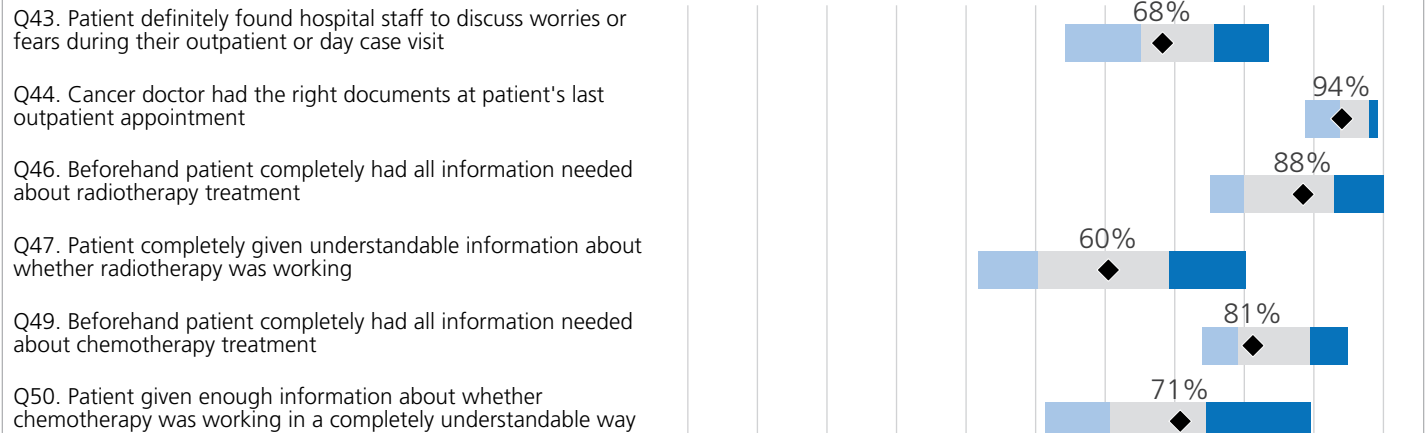 Q43. Patient definitely found hospital staff to discuss worries or
fears during their outpatient or day case visit
68%
Q44. Cancer doctor had the right documents at patient's last
outpatient appointment
94%
Q46. Beforehand patient completely had all information needed
about radiotherapy treatment
88%
Q47. Patient completely given understandable information about
whether radiotherapy was working
60%
Q49. Beforehand patient completely had all information needed
about chemotherapy treatment
81%
Q50. Patient given enough information about whether
chemotherapy was working in a completely understandable way
71%